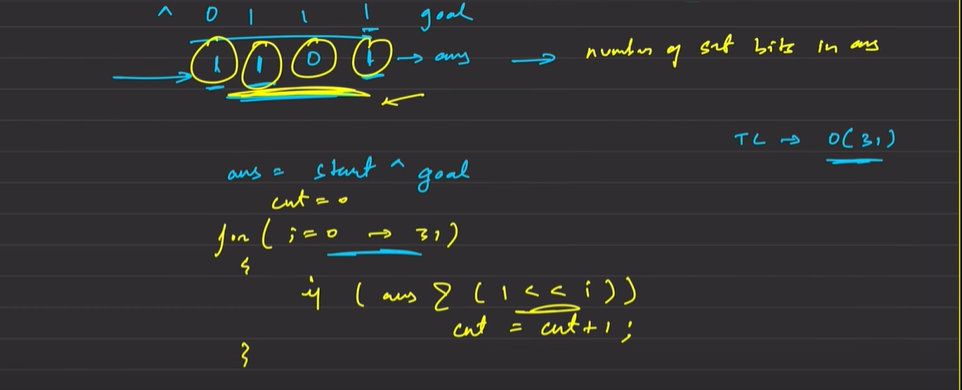 ^ 0 1 1 1 goal
1 1 0 1 → ans → number of set bits in ans
TC → O(31)
ans = start ^ goal
cnt = 0
for ( i = 0 → 31)
{
if ( ans & ( 1 << i ))
cnt = cnt + 1 ;
}